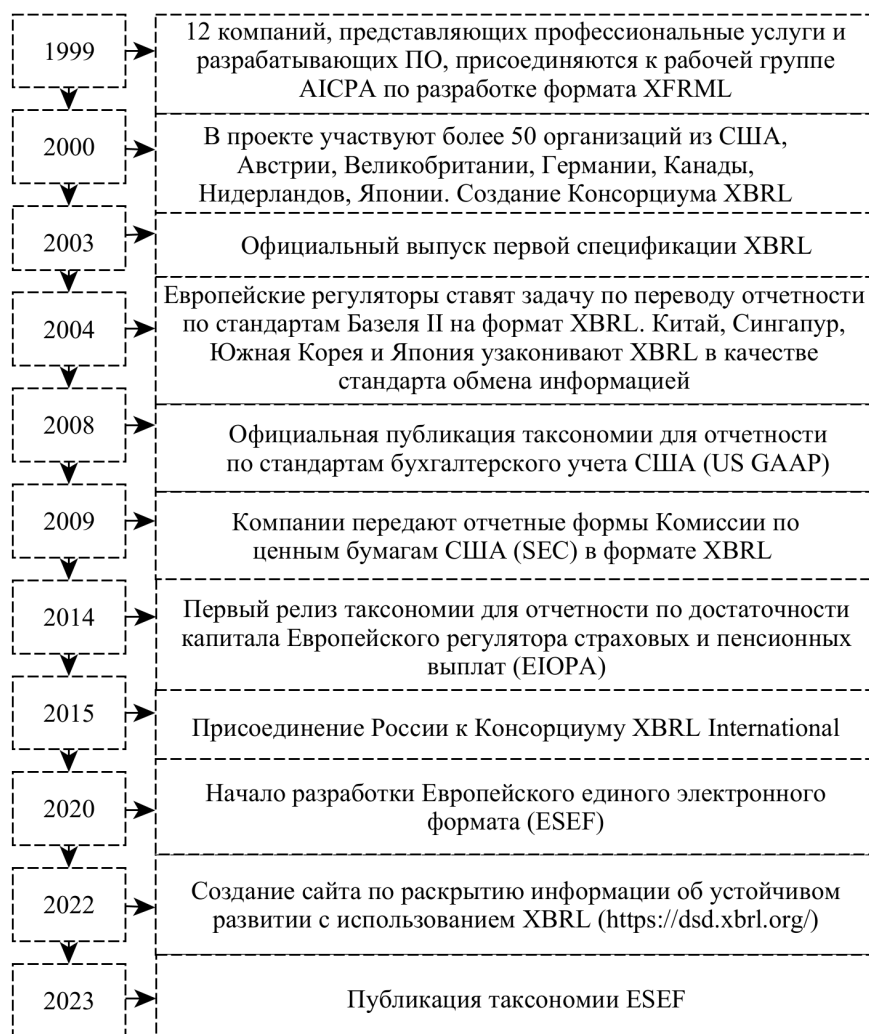 1999
12 компаний, представляющих профессиональные услуги и
разрабатывающих ПО, присоединяются к рабочей группе
AICPA по разработке формата XFRML
2000
В проекте участвуют более 50 организаций из США,
Австрии, Великобритании, Германии, Канады,
Нидерландов, Японии. Создание Консорциума XBRL
2003
Официальный выпуск первой спецификации XBRL
2004
Европейские регуляторы ставят задачу по переводу отчетности
по стандартам Базеля II на формат XBRL. Китай, Сингапур,
Южная Корея и Япония узаконивают XBRL в качестве
стандарта обмена информацией
2008
Официальная публикация таксономии для отчетности
по стандартам бухгалтерского учета США (US GAAP)
2009
Компании передают отчетные формы Комиссии по
ценным бумагам США (SEC) в формате XBRL
2014
Первый релиз таксономии для отчетности по достаточности
капитала Европейского регулятора страховых и пенсионных
выплат (EIOPA)
2015
Присоединение России к Консорциуму XBRL International
2020
Начало разработки Европейского единого электронного
формата (ESEF)
2022
Создание сайта по раскрытию информации об устойчивом
развитии с использованием XBRL (https://dsd.xbrl.org/)
2023
Публикация таксономии ESEF